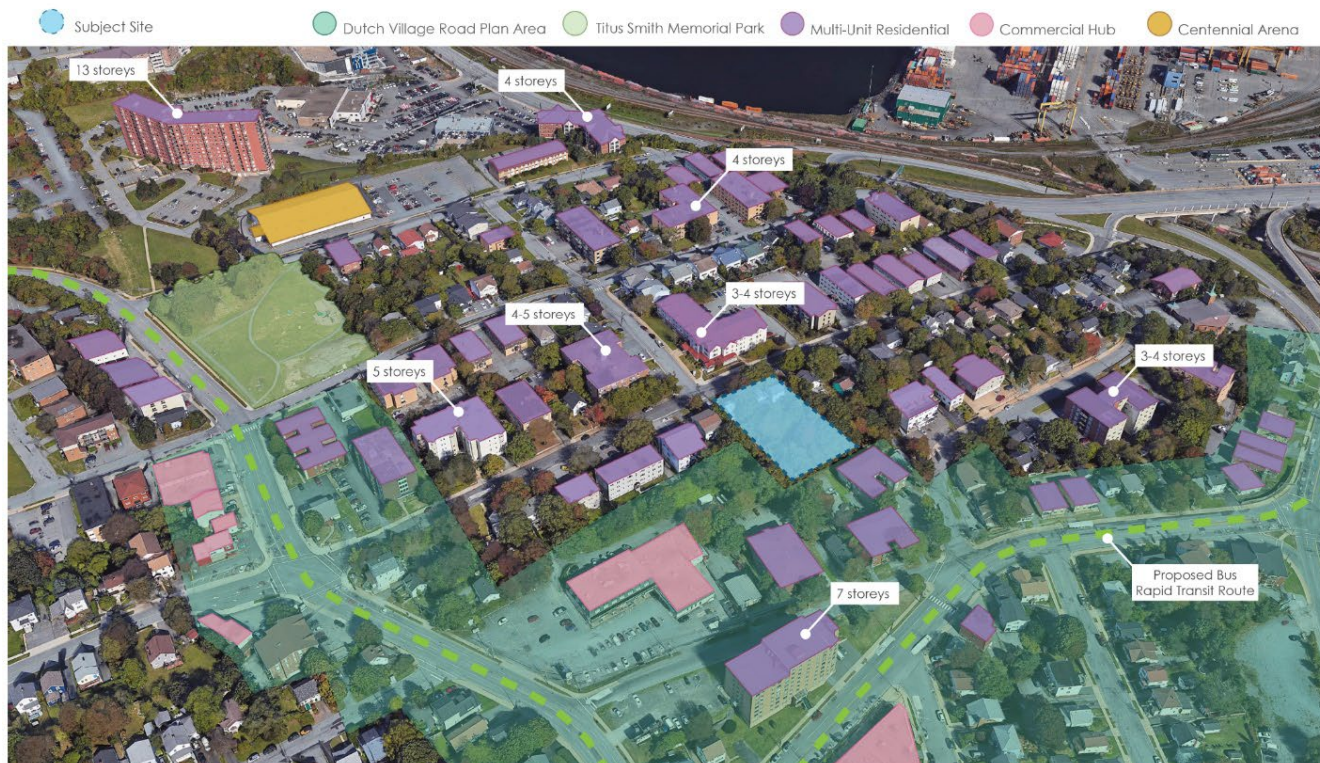 Subject Site
Dutch Village Road Plan Area
Titus Smith Memorial Park
Multi-Unit Residential
Commercial Hub
Centennial Arena
13 storeys
4 storeys
4 storeys
3-4 storeys
4-5 storeys
3-4 storeys
5 storeys
Proposed Bus
Rapid Transit Route
7 storeys